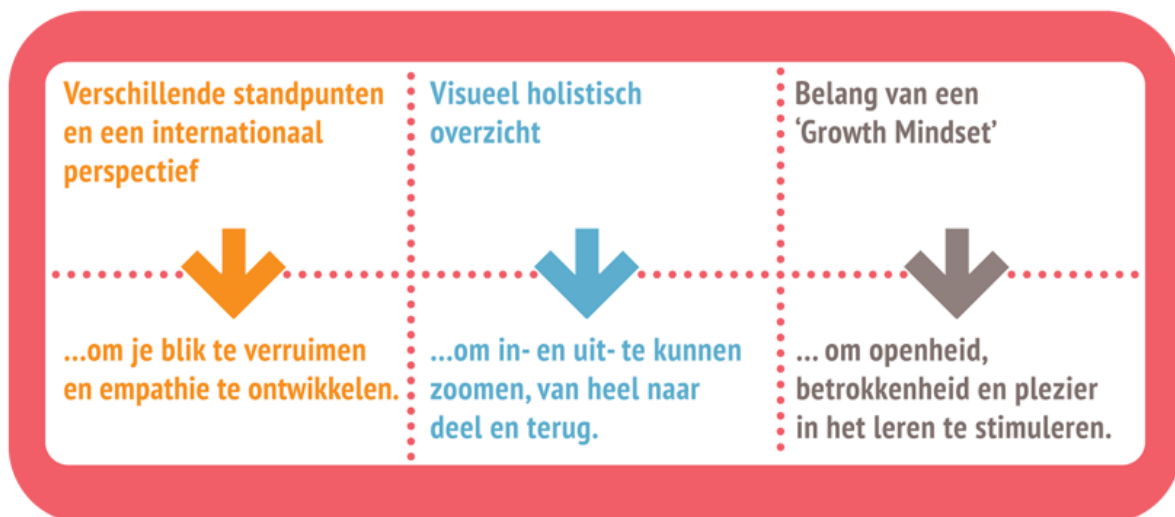 Verschillende standpunten
en een internationaal
perspectief
...om je blik te verruimen
en empathie te ontwikkelen.
Visueel holistisch
overzicht
...om in- en uit- te kunnen
zoomen, van heel naar
deel en terug.
Belang van een
‘Growth Mindset’
... om openheid,
betrokkenheid en plezier
in het leren te stimuleren.